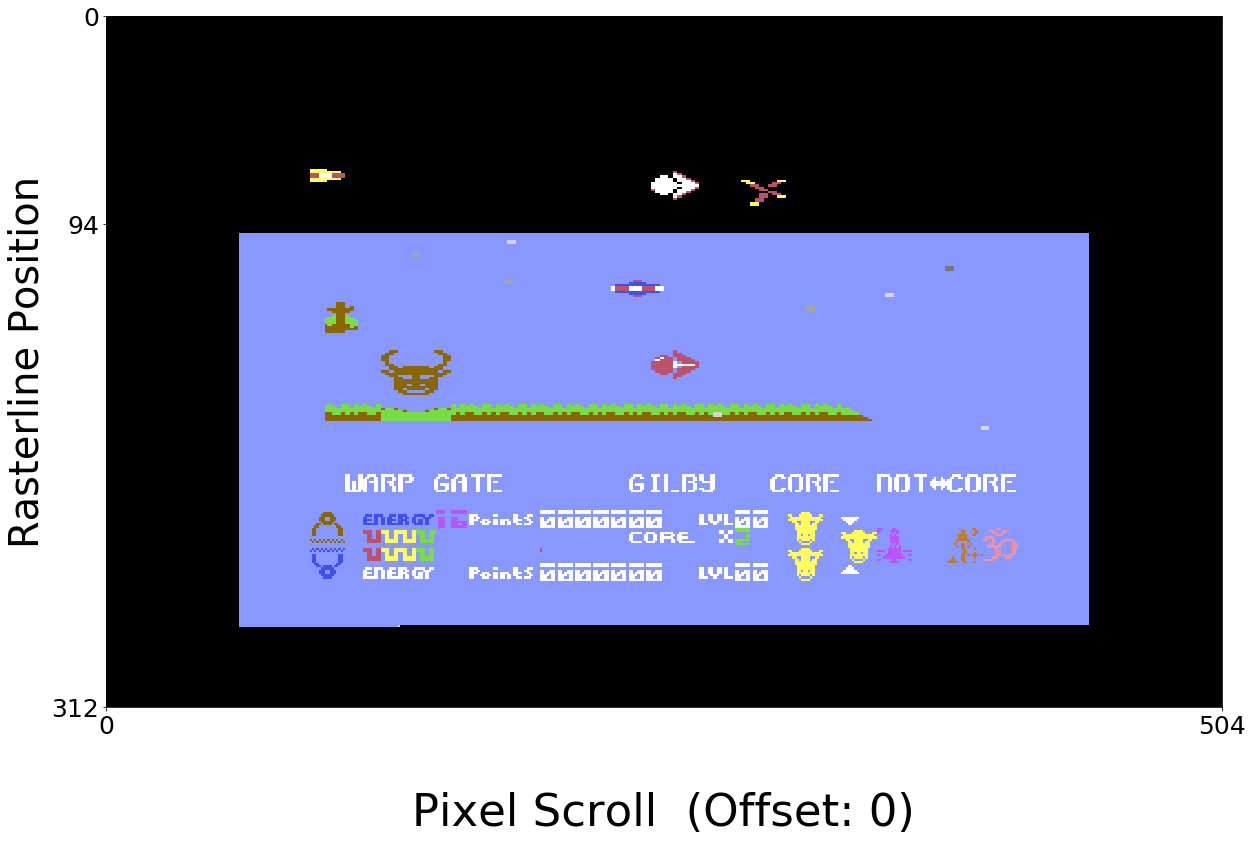 0
Rasterline Position
94
WARP GATE GILBY CORE NOT↔CORE
ENERGY Points 0000000 LVL00
CORE X2
ENERGY Points 0000000 LVL00
312
0 504
Pixel Scroll (Offset: 0)